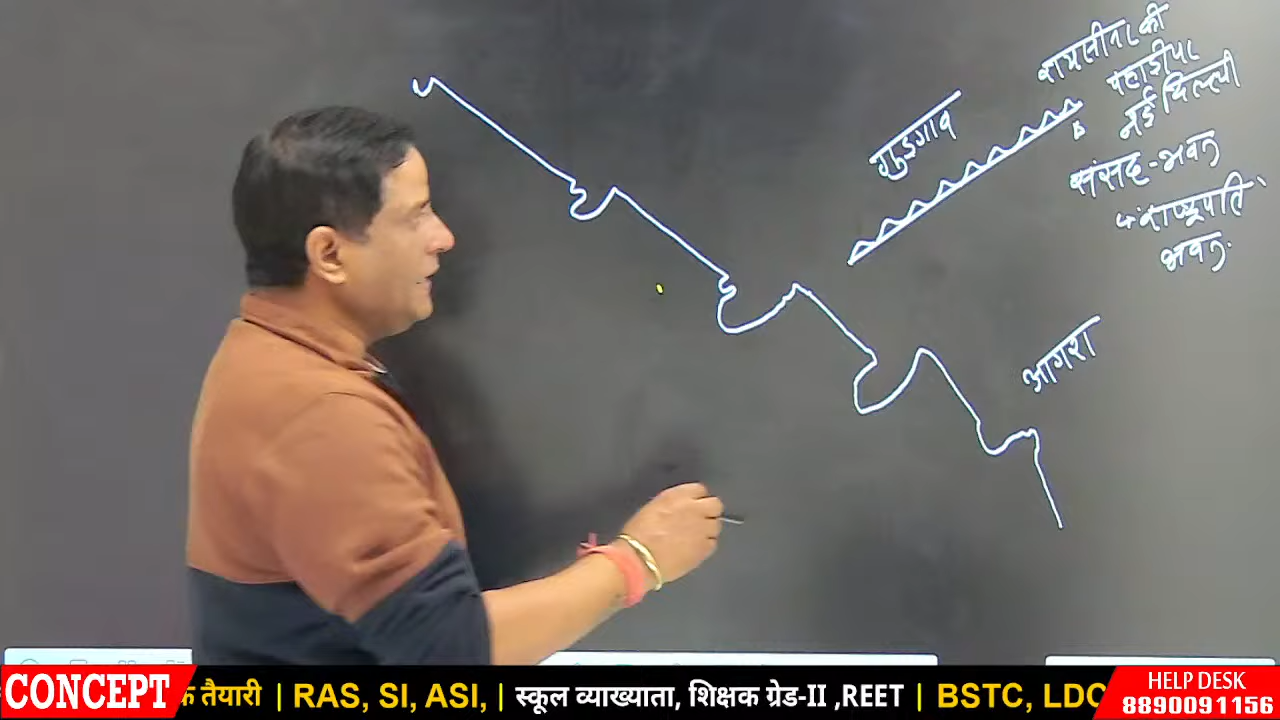 रायसीना की
पहाड़ीया
नई दिल्ली
संसद-भवन
राष्ट्रपति
भवन
गुड़गाव
आगरा
CONCEPT
तैयारी | RAS, SI, ASI, | स्कूल व्याख्याता, शिक्षक ग्रेड-II ,REET | BSTC, LDC
HELP DESK
8890091156